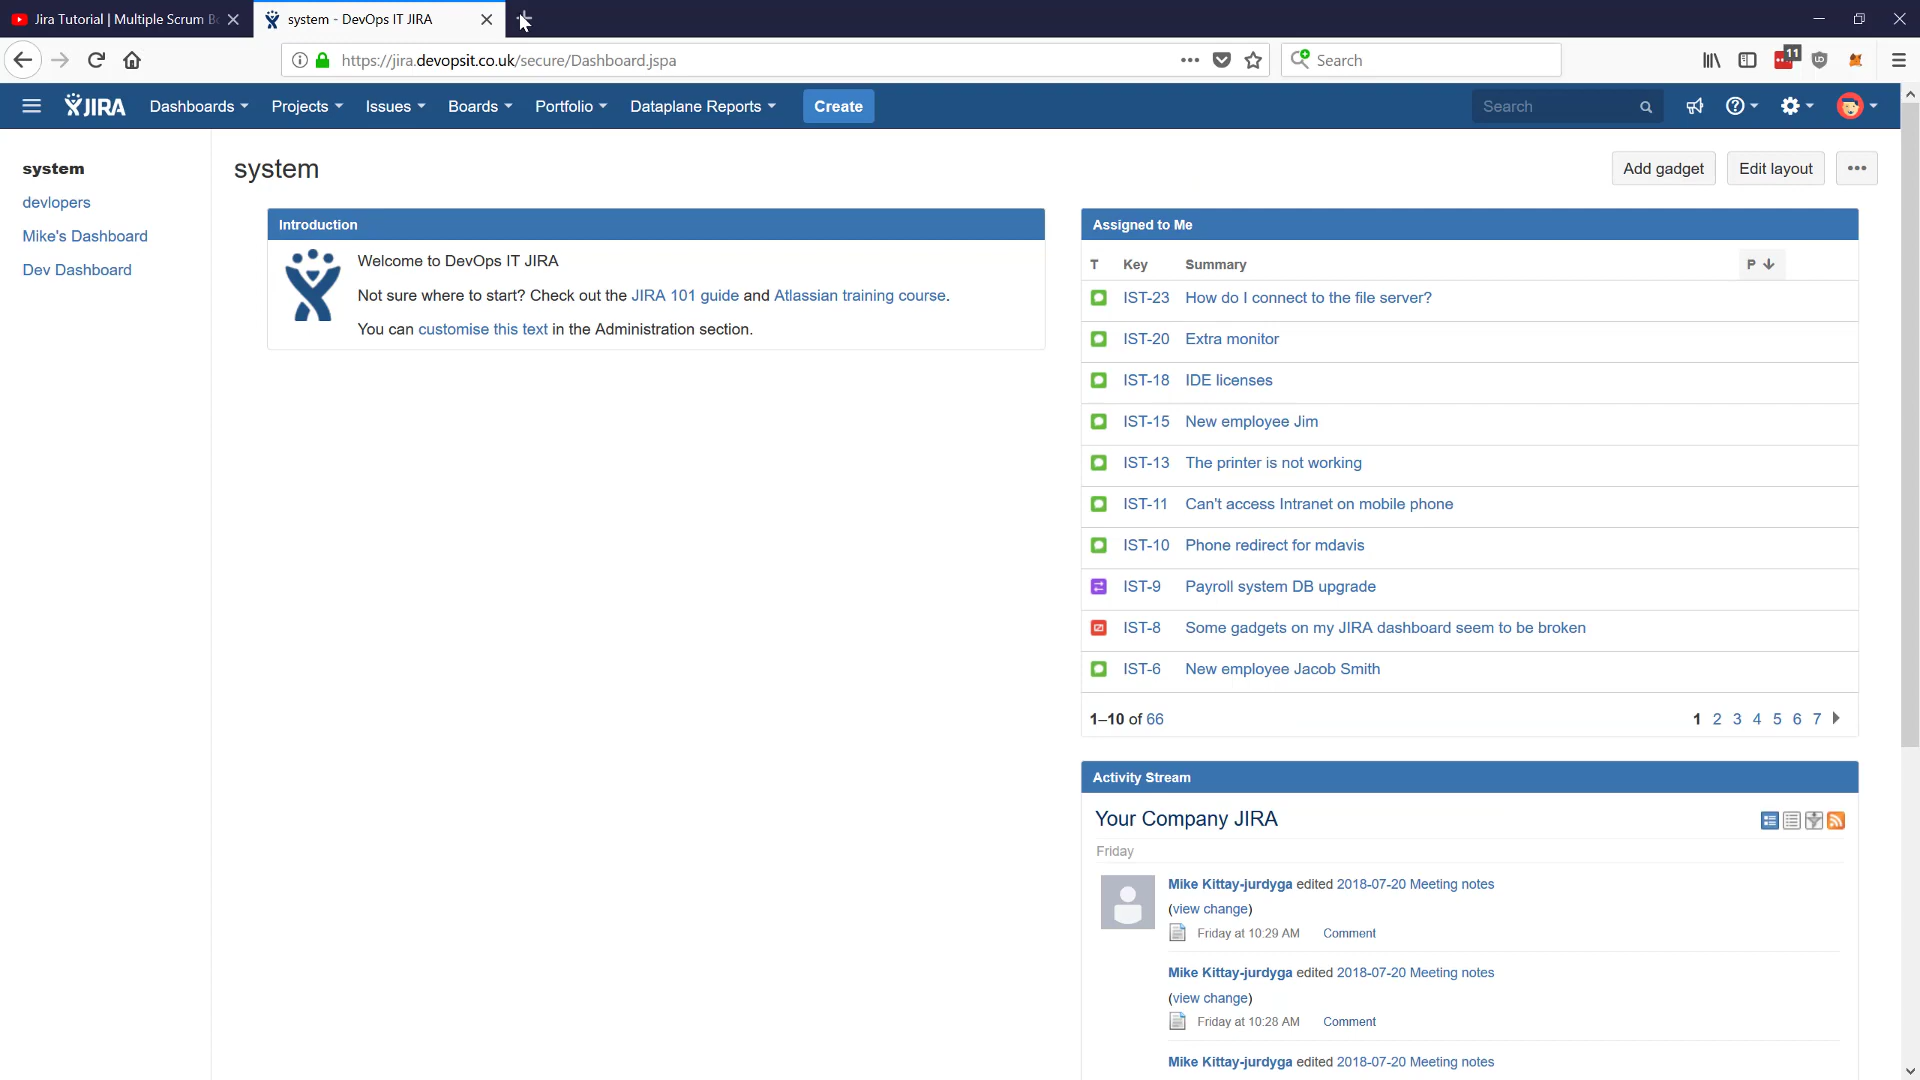 Jira Tutorial | Multiple Scrum B
system - DevOps IT JIRA
https://jira.devopsit.co.uk/secure/Dashboard.jspa
Search
11
JIRA
Dashboards
Projects
Issues
Boards
Portfolio
Dataplane Reports
Create
Search
system
devlopers
Mike's Dashboard
Dev Dashboard
system
Add gadget
Edit layout
Introduction
Welcome to DevOps IT JIRA
Not sure where to start? Check out the JIRA 101 guide and Atlassian training course.
You can customise this text in the Administration section.
Assigned to Me
T Key Summary P
IST-23 How do I connect to the file server?
IST-20 Extra monitor
IST-18 IDE licenses
IST-15 New employee Jim
IST-13 The printer is not working
IST-11 Can't access Intranet on mobile phone
IST-10 Phone redirect for mdavis
IST-9 Payroll system DB upgrade
IST-8 Some gadgets on my JIRA dashboard seem to be broken
IST-6 New employee Jacob Smith
1–10 of 66
1 2 3 4 5 6 7
Activity Stream
Your Company JIRA
Friday
Mike Kittay-jurdyga edited 2018-07-20 Meeting notes
(view change)
Friday at 10:29 AM Comment
Mike Kittay-jurdyga edited 2018-07-20 Meeting notes
(view change)
Friday at 10:28 AM Comment
Mike Kittay-jurdyga edited 2018-07-20 Meeting notes